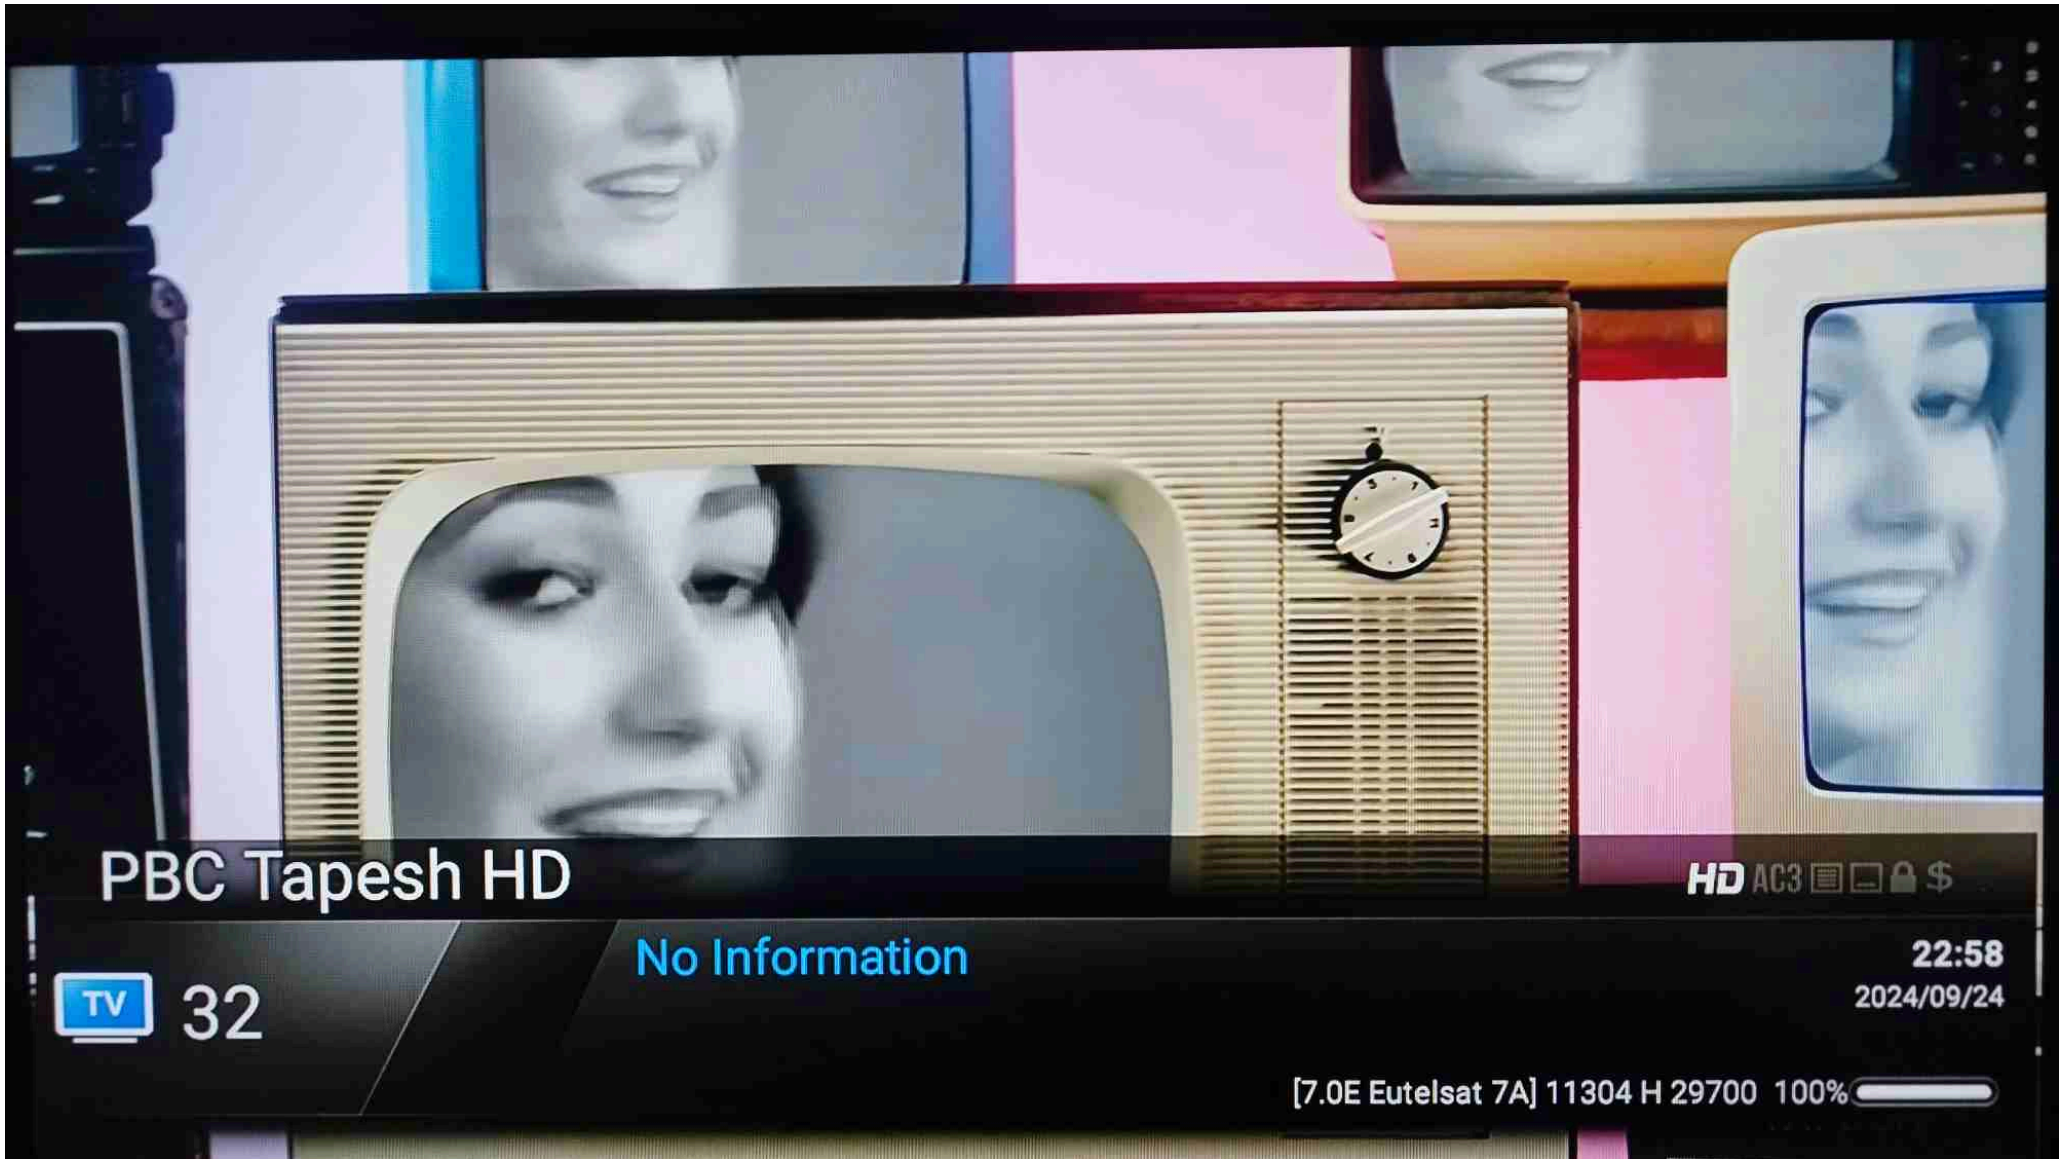 PBC Tapesh HD
HD AC3 $
No Information
TV 32
22:58
2024/09/24
[7.0E Eutelsat 7A] 11304 H 29700 100%